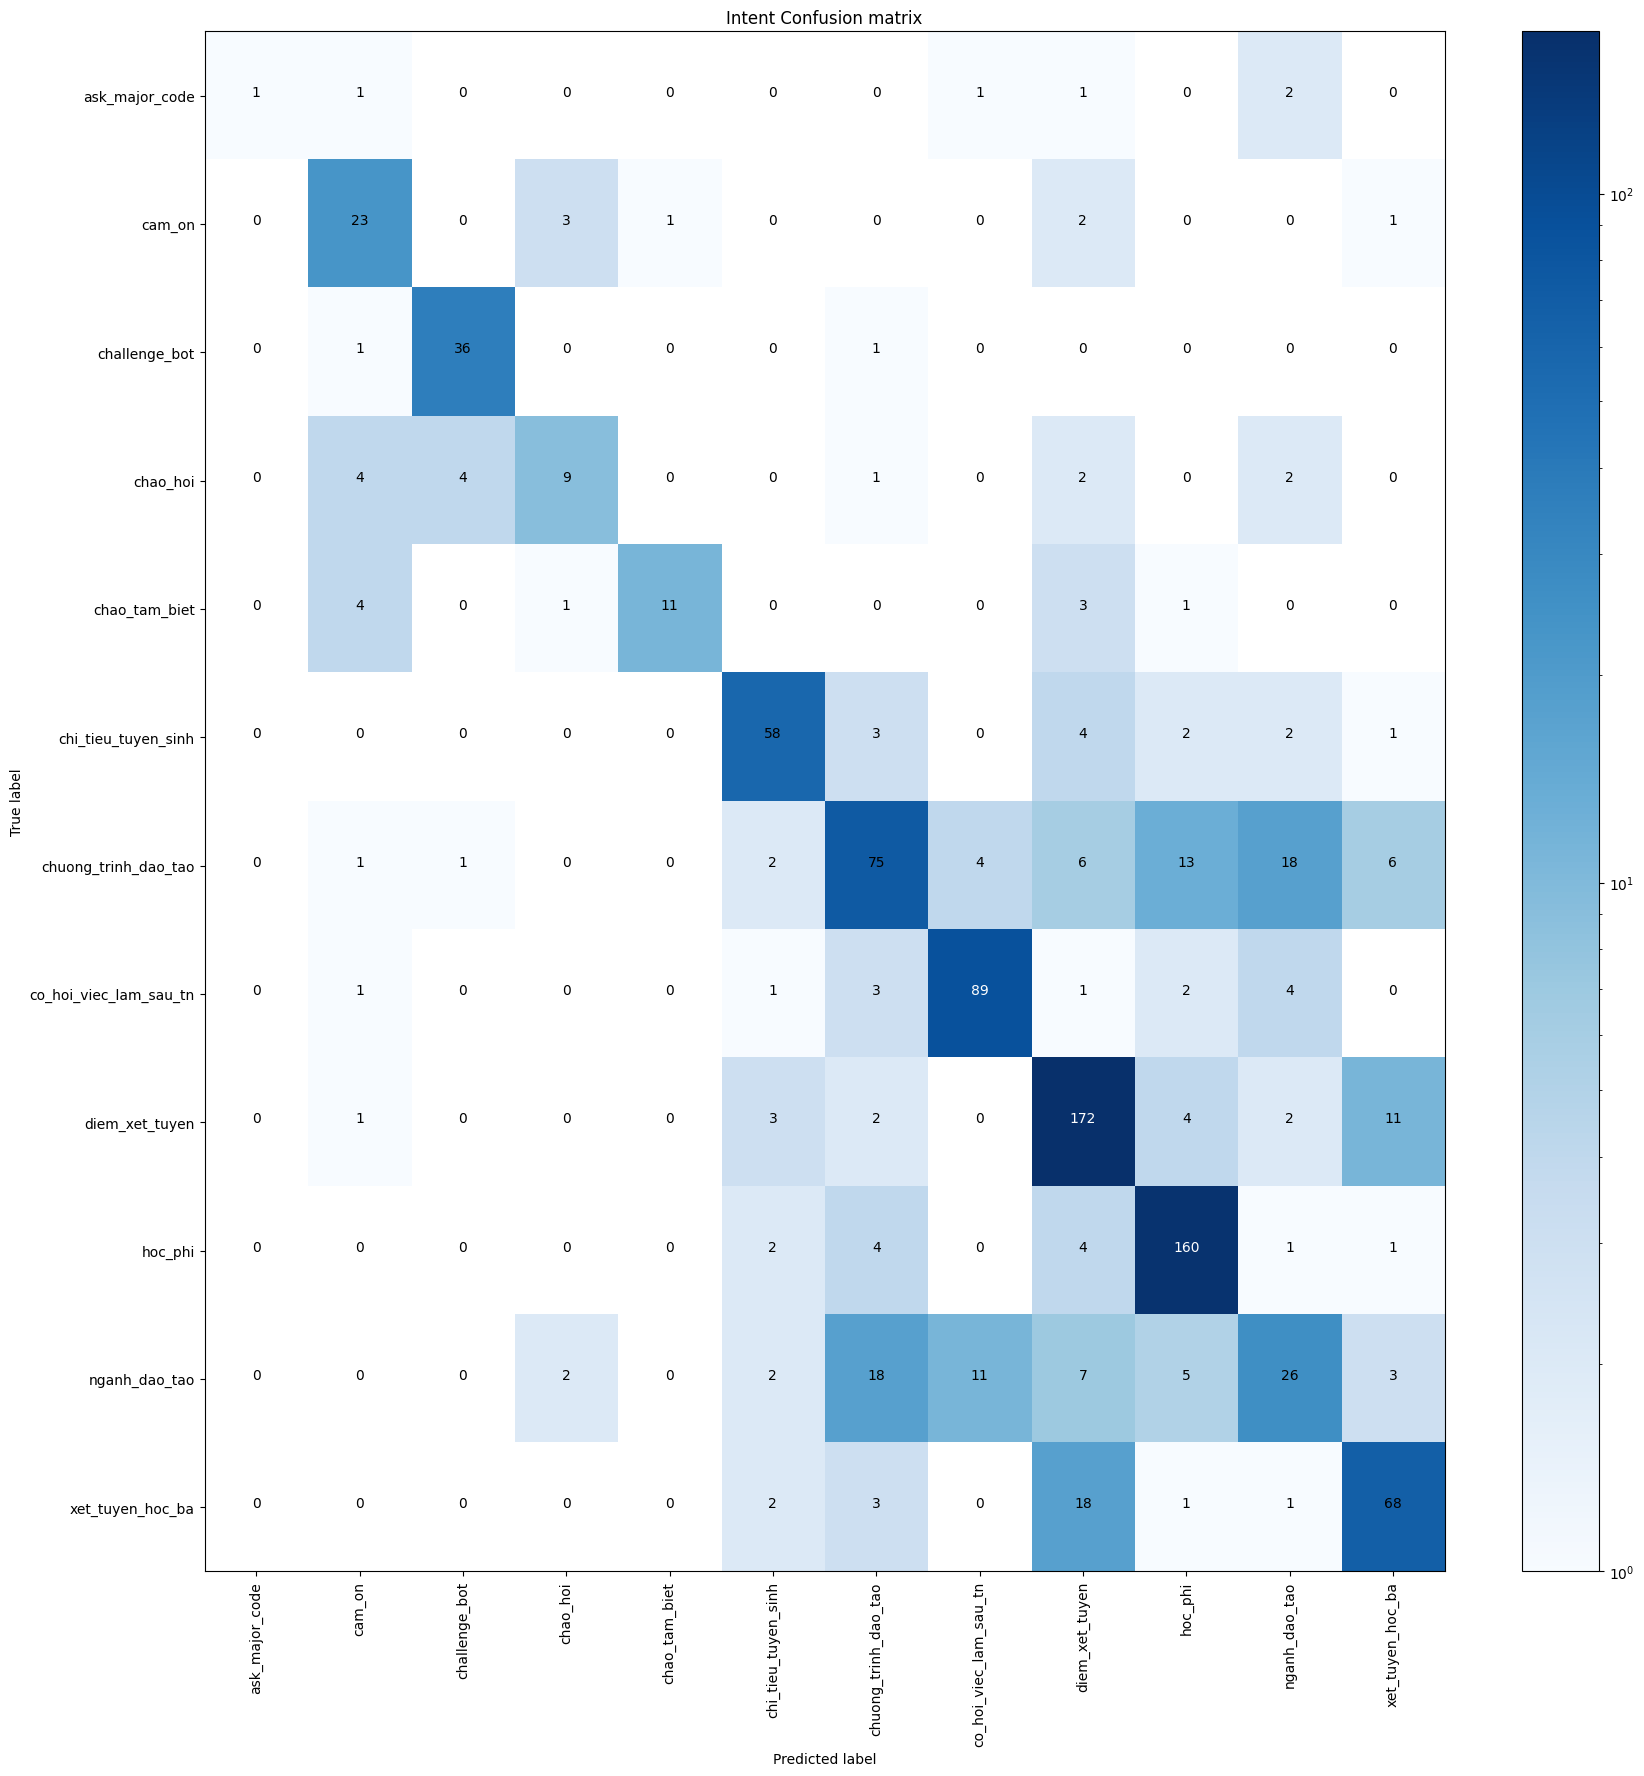 Intent Confusion matrix
ask_major_code 1 1 0 0 0 0 0 1 1 0 2 0
cam_on 0 23 0 3 1 0 0 0 2 0 0 1
challenge_bot 0 1 36 0 0 0 1 0 0 0 0 0
chao_hoi 0 4 4 9 0 0 1 0 2 0 2 0
chao_tam_biet 0 4 0 1 11 0 0 0 3 1 0 0
chi_tieu_tuyen_sinh 0 0 0 0 0 58 3 0 4 2 2 1
chuong_trinh_dao_tao 0 1 1 0 0 2 75 4 6 13 18 6
co_hoi_viec_lam_sau_tn 0 1 0 0 0 1 3 89 1 2 4 0
diem_xet_tuyen 0 1 0 0 0 3 2 0 172 4 2 11
hoc_phi 0 0 0 0 0 2 4 0 4 160 1 1
nganh_dao_tao 0 0 0 2 0 2 18 11 7 5 26 3
xet_tuyen_hoc_ba 0 0 0 0 0 2 3 0 18 1 1 68
True label
ask_major_code
cam_on
challenge_bot
chao_hoi
chao_tam_biet
chi_tieu_tuyen_sinh
chuong_trinh_dao_tao
co_hoi_viec_lam_sau_tn
diem_xet_tuyen
hoc_phi
nganh_dao_tao
xet_tuyen_hoc_ba
Predicted label
10²
10¹
10⁰